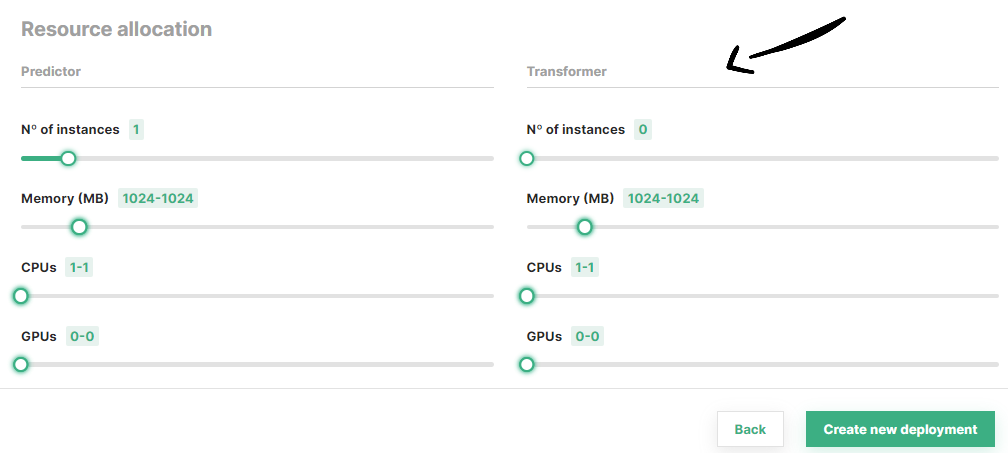 Resource allocation
Predictor
Nº of instances 1
Memory (MB) 1024-1024
CPUs 1-1
GPUs 0-0
Transformer
Nº of instances 0
Memory (MB) 1024-1024
CPUs 1-1
GPUs 0-0
Back
Create new deployment